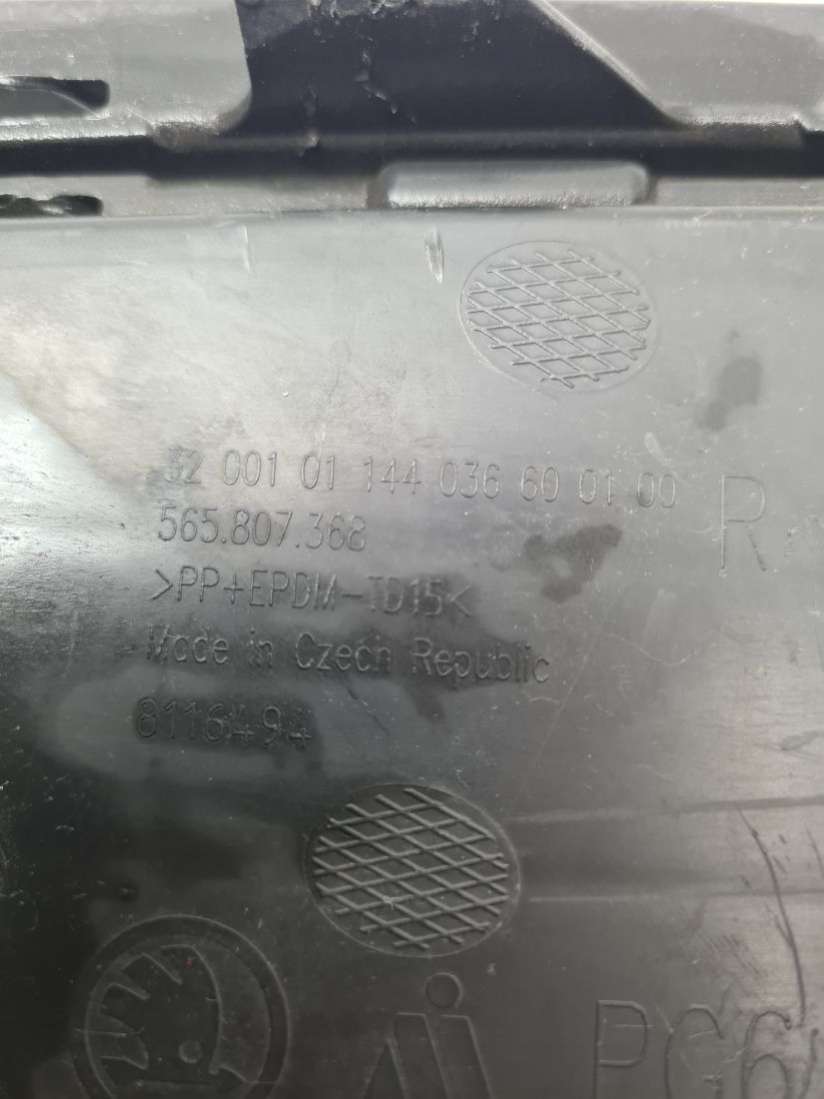 32 001 01 144 036 60 01 00
565.807.368
>PP+EPDM-TD15<
Made in Czech Republic
8116494
R
PG6